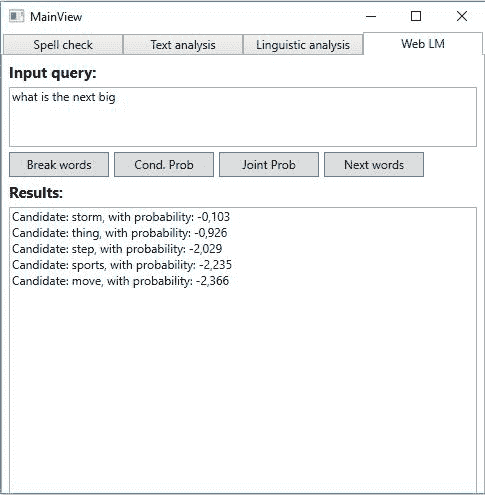 MainView
Spell check Text analysis Linguistic analysis Web LM
Input query:
what is the next big
Break words Cond. Prob Joint Prob Next words
Results:
Candidate: storm, with probability: -0,103
Candidate: thing, with probability: -0,926
Candidate: step, with probability: -2,029
Candidate: sports, with probability: -2,235
Candidate: move, with probability: -2,366